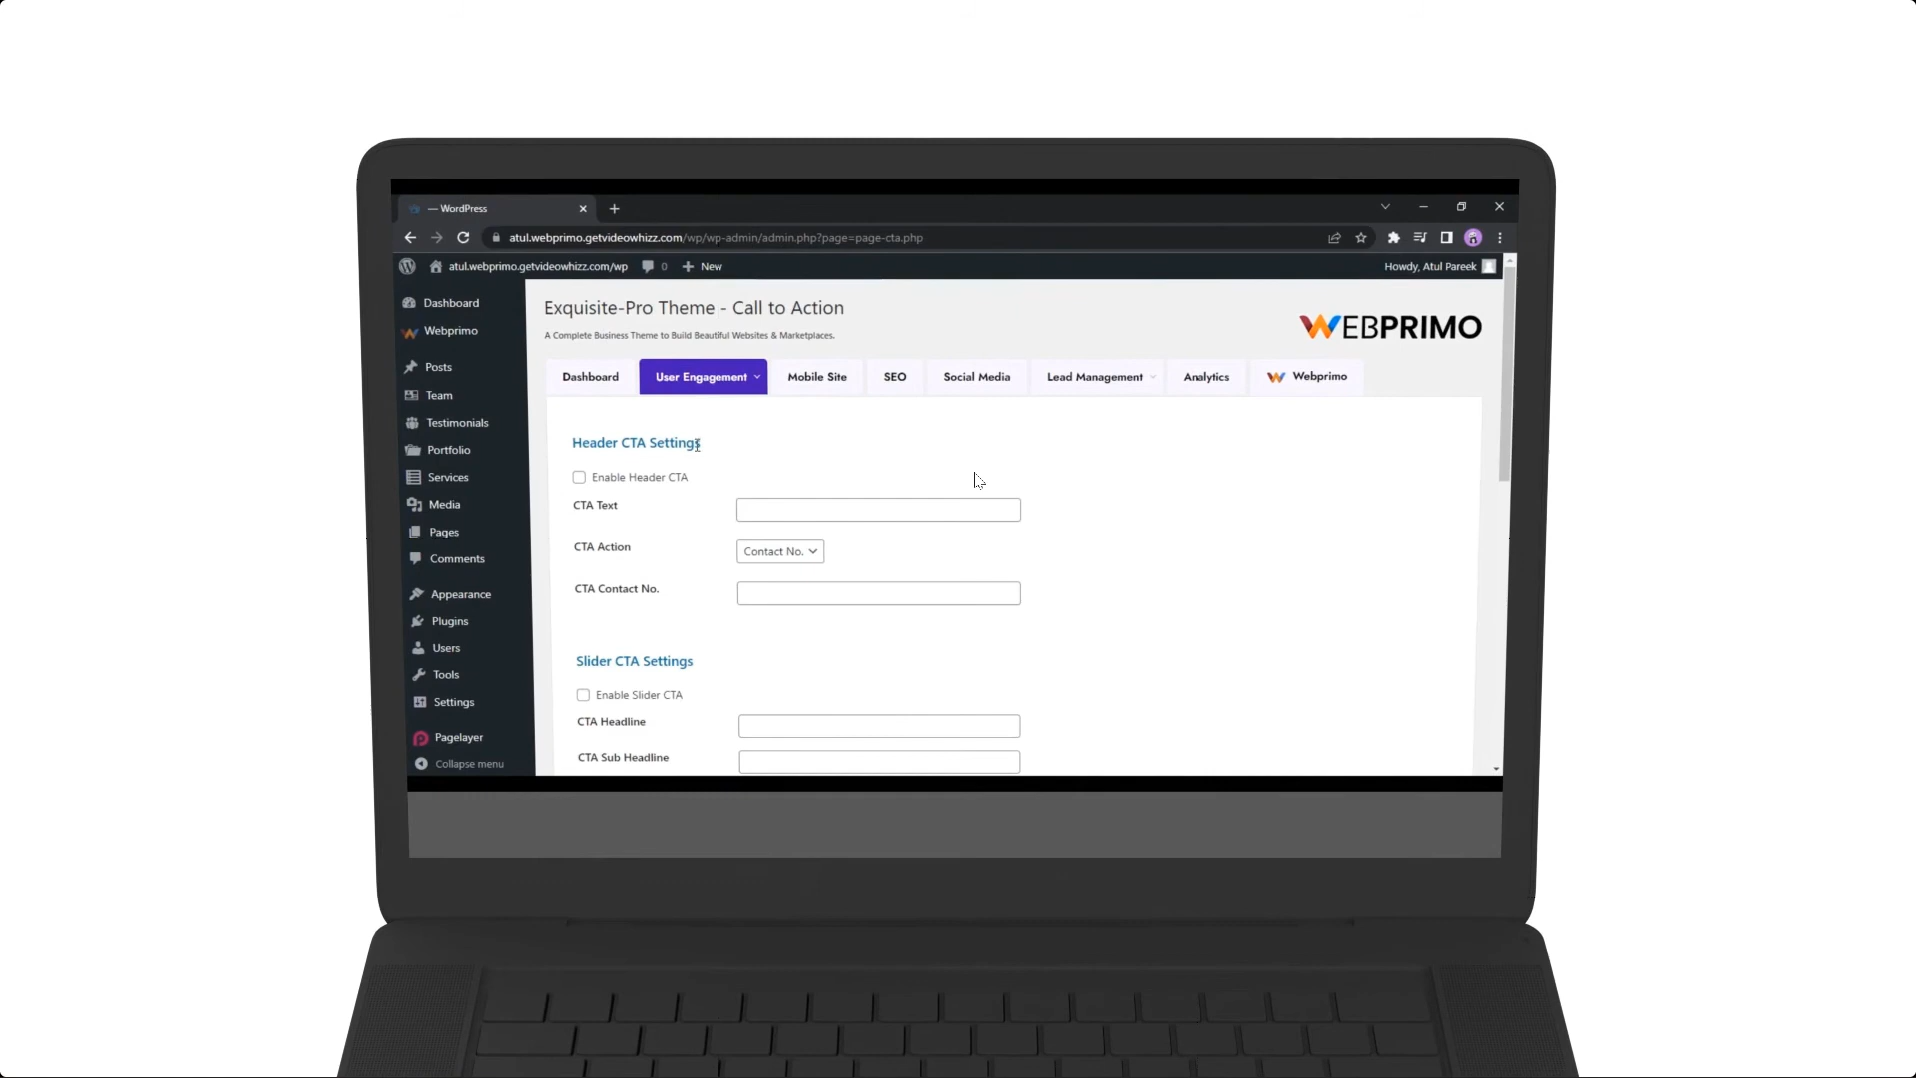 — WordPress
atul.webprimo.getvideowhizz.com/wp/wp-admin/admin.php?page=page-cta.php
atul.webprimo.getvideowhizz.com/wp 0 New Howdy, Atul Pareek
Dashboard
Webprimo
Posts
Team
Testimonials
Portfolio
Services
Media
Pages
Comments
Appearance
Plugins
Users
Tools
Settings
Pagelayer
Collapse menu
Exquisite-Pro Theme - Call to Action
A Complete Business Theme to Build Beautiful Websites & Marketplaces.
WEBPRIMO
Dashboard User Engagement Mobile Site SEO Social Media Lead Management Analytics Webprimo
Header CTA Settings
Enable Header CTA
CTA Text
CTA Action Contact No.
CTA Contact No.
Slider CTA Settings
Enable Slider CTA
CTA Headline
CTA Sub Headline